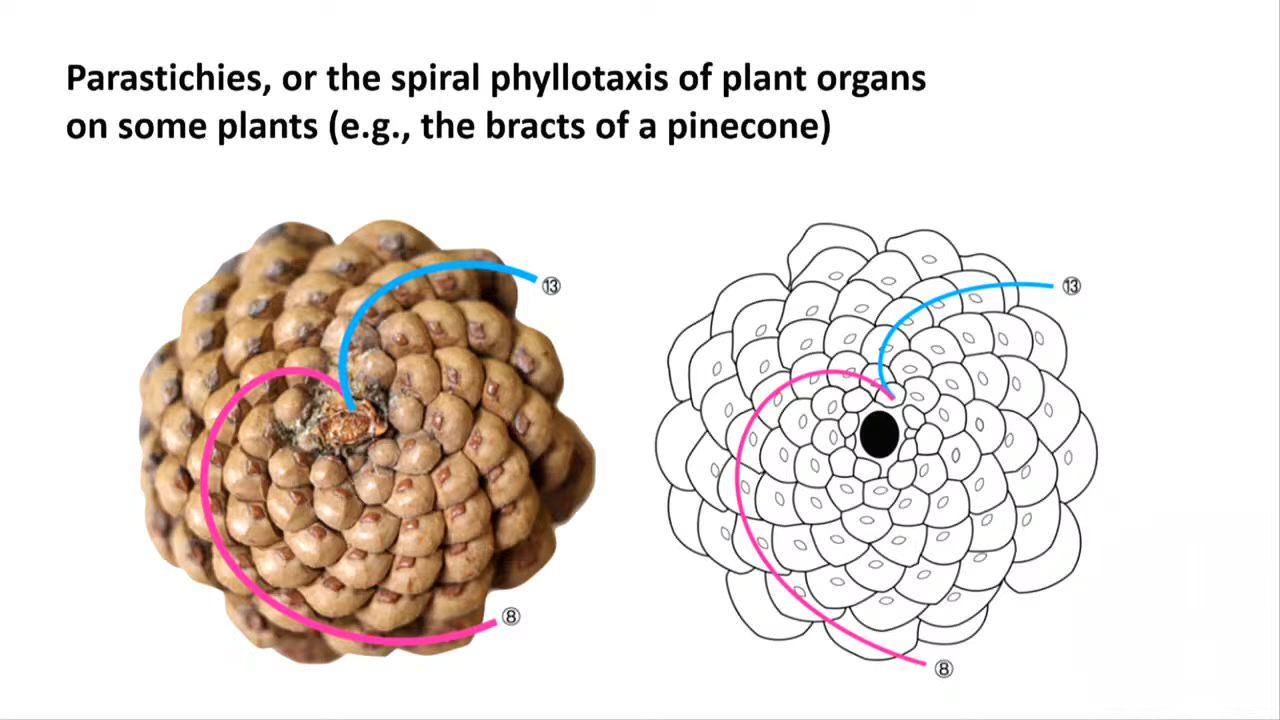 Parastichies, or the spiral phyllotaxis of plant organs
on some plants (e.g., the bracts of a pinecone)
⑬
⑬
⑧
⑧